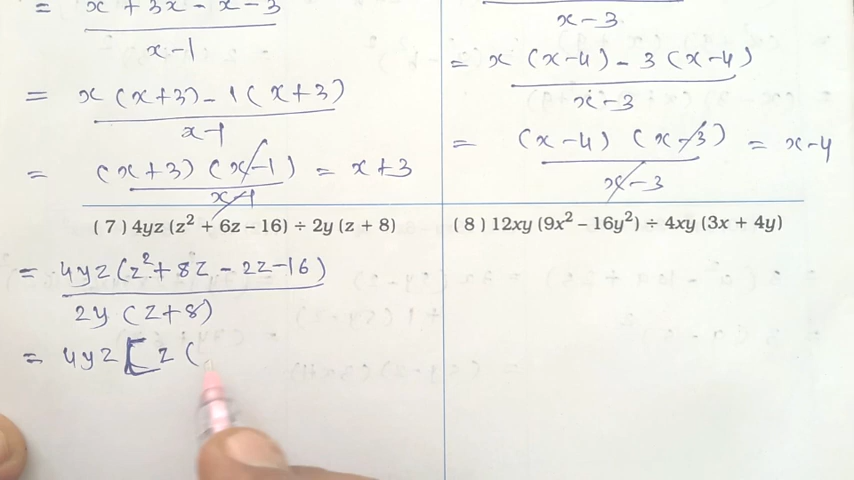 = x + 3x - x - 3
x - 1
= x (x+3) - 1 (x+3)
x-1
= (x+3) (x-1) = x+3
x-1
x-3
= x (x-4) - 3 (x-4)
x-3
= (x-4) (x-3) = x-4
x-3
(7) 4yz (z² + 6z – 16) ÷ 2y (z + 8)
= 4yz (z² + 8z - 2z - 16)
2y (z+8)
= 4yz [ z (
(8) 12xy (9x² – 16y²) ÷ 4xy (3x + 4y)